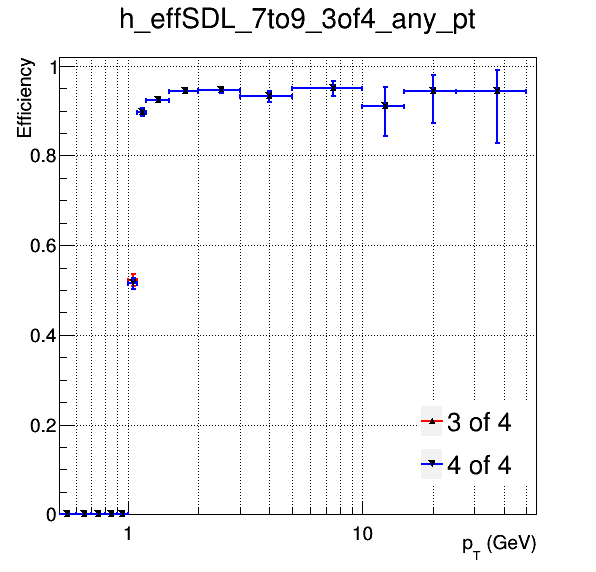 h_effSDL_7to9_3of4_any_pt
Efficiency
1
0.8
0.6
0.4
0.2
0
3 of 4
4 of 4
1
10
p_T (GeV)